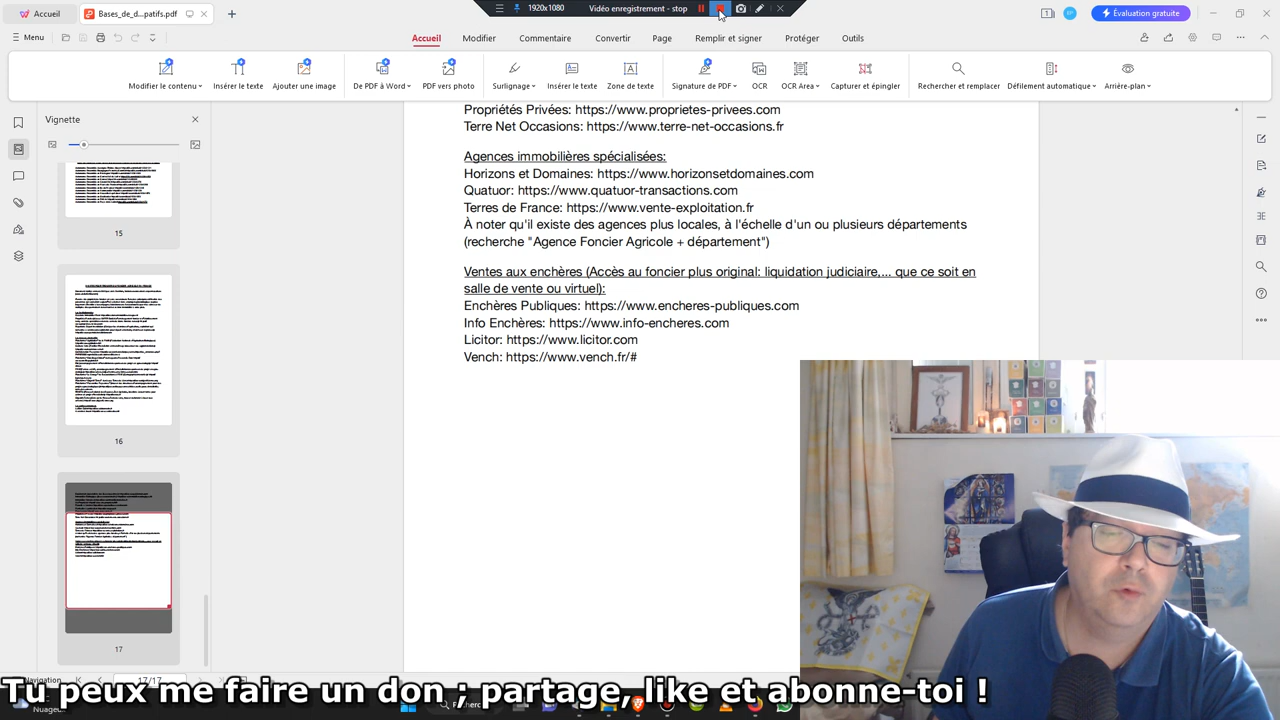 1920x1080
Vidéo enregistrement - stop
Accueil
Bases_de_d...patifs.pdf
1
Évaluation gratuite
Menu
Accueil
Modifier
Commentaire
Convertir
Page
Remplir et signer
Protéger
Outils
Modifier le contenu
Insérer le texte
Ajouter une image
De PDF à Word
PDF vers photo
Surlignage
Insérer le texte
Zone de texte
Signature de PDF
OCR
OCR Area
Capturer et épingler
Rechercher et remplacer
Défilement automatique
Arrière-plan
Vignette
15
16
17
Propriétés Privées: https://www.proprietes-privees.com
Terre Net Occasions: https://www.terre-net-occasions.fr
Agences immobilières spécialisées:
Horizons et Domaines: https://www.horizonsetdomaines.com
Quatuor: https://www.quatuor-transactions.com
Terres de France: https://www.vente-exploitation.fr
À noter qu'il existe des agences plus locales, à l'échelle d'un ou plusieurs départements
(recherche "Agence Foncier Agricole + département")
Ventes aux enchères (Accès au foncier plus original: liquidation judiciaire,... que ce soit en
salle de vente ou virtuel):
Enchères Publiques: https://www.encheres-publiques.com
Info Enchères: https://www.info-encheres.com
Licitor: https://www.licitor.com
Vench: https://www.vench.fr/#
17/17
Tu peux me faire un don ; partage, like et abonne-toi !